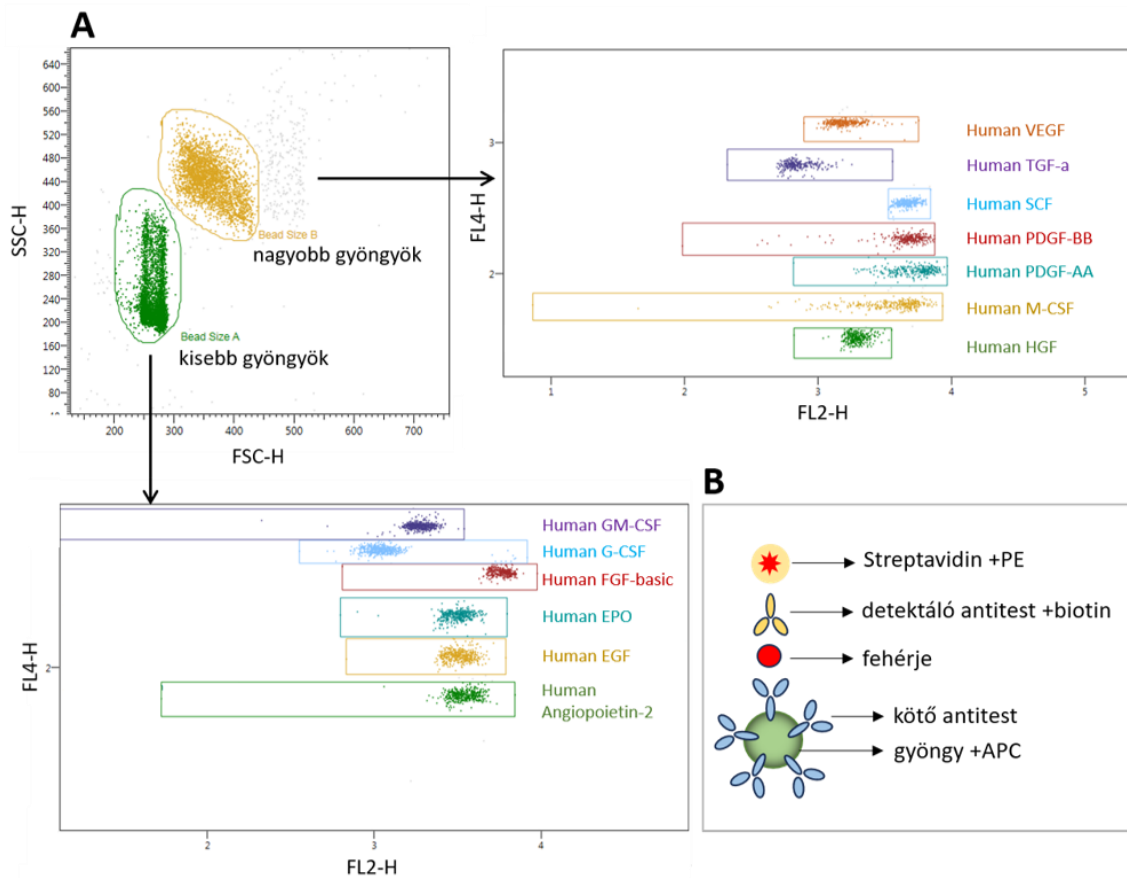 A
SSC-H
640
600
560
520
480
440
400
360
320
280
240
200
160
120
80
Bead Size B
nagyobb gyöngyök
Bead Size A
kisebb gyöngyök
200 300 400 500 600 700
FSC-H
FL4-H
3
2
Human VEGF
Human TGF-a
Human SCF
Human PDGF-BB
Human PDGF-AA
Human M-CSF
Human HGF
1 2 3 4 5
FL2-H
FL4-H
2
Human GM-CSF
Human G-CSF
Human FGF-basic
Human EPO
Human EGF
Human
Angiopoietin-2
2 3 4
FL2-H
B
Streptavidin +PE
detektáló antitest +biotin
fehérje
kötő antitest
gyöngy +APC